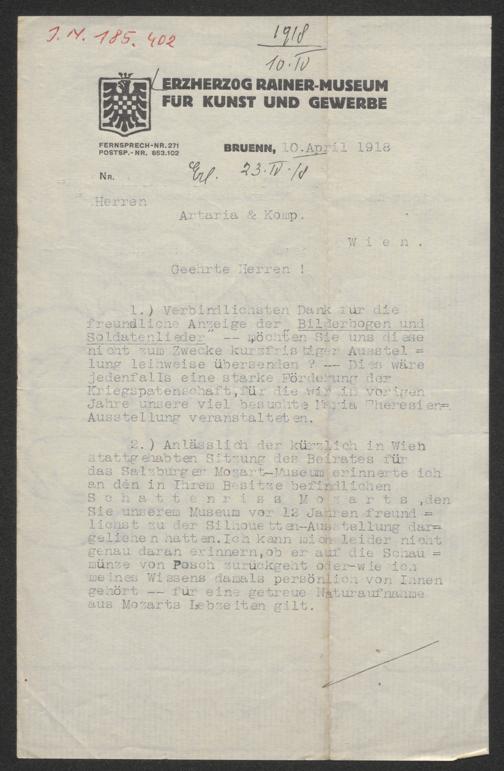 J. N. 185.402
1918
10.IV
ERZHERZOG RAINER-MUSEUM
FÜR KUNST UND GEWERBE
FERNSPRECH-NR. 271
POSTSP.-NR. 853.102
BRUENN, 10.April 1918
NR.
Erl. 23.IV.18
Herren
Artaria & Komp.
W i e n .
Geehrte Herren !
1.) Verbindlichsten Dank für die
freundliche Anzeige der „Bilderbogen und
Soldatenlieder" -- möchten Sie uns diese
nicht zum Zwecke kurzfristiger Ausstel =
lung leihweise übersenden ? -- Dies wäre
jedenfalls eine starke Förderung der
Kriegspatenschaft,für die wir im vorigen
Jahre unsere viel besuchte Maria Theresien=
Ausstellung veranstalteten.
2.) Anlässlich der kürzlich in Wien
stattgehabten Sitzung des Beirates für
das Salzburger Mozart-Museum erinnerte ich
an den in Ihrem Besitze befindlichen
S c h a t t e n r i s s M o z a r t s ,den
Sie unserem Museum vor 12 Jahren freund =
lichst zu der Silhouetten-Ausstellung dar=
geliehen hatten.Ich kann mich leider nicht
genau daran erinnern,ob er auf die Schau =
münze von Posch zurückgeht oder-wie ich
meines Wissens damals persönlich von Ihnen
gehört -- für eine getreue Naturaufnahme
aus Mozarts Lebzeiten gilt.